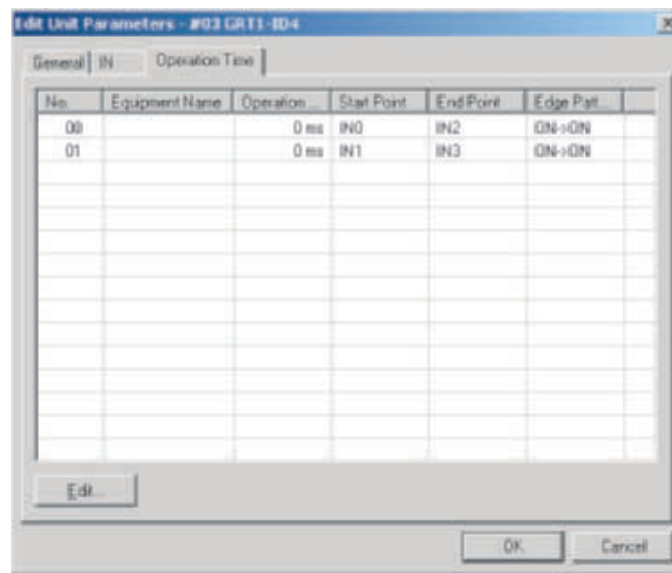 Edit Unit Parameters - #03 GRT1-ID4
General IN Operation Time
No. Equipment Name Operation ... Start Point End Point Edge Patt...
00 0 ms IN0 IN2 ON->ON
01 0 ms IN1 IN3 ON->ON
Edit...
OK Cancel